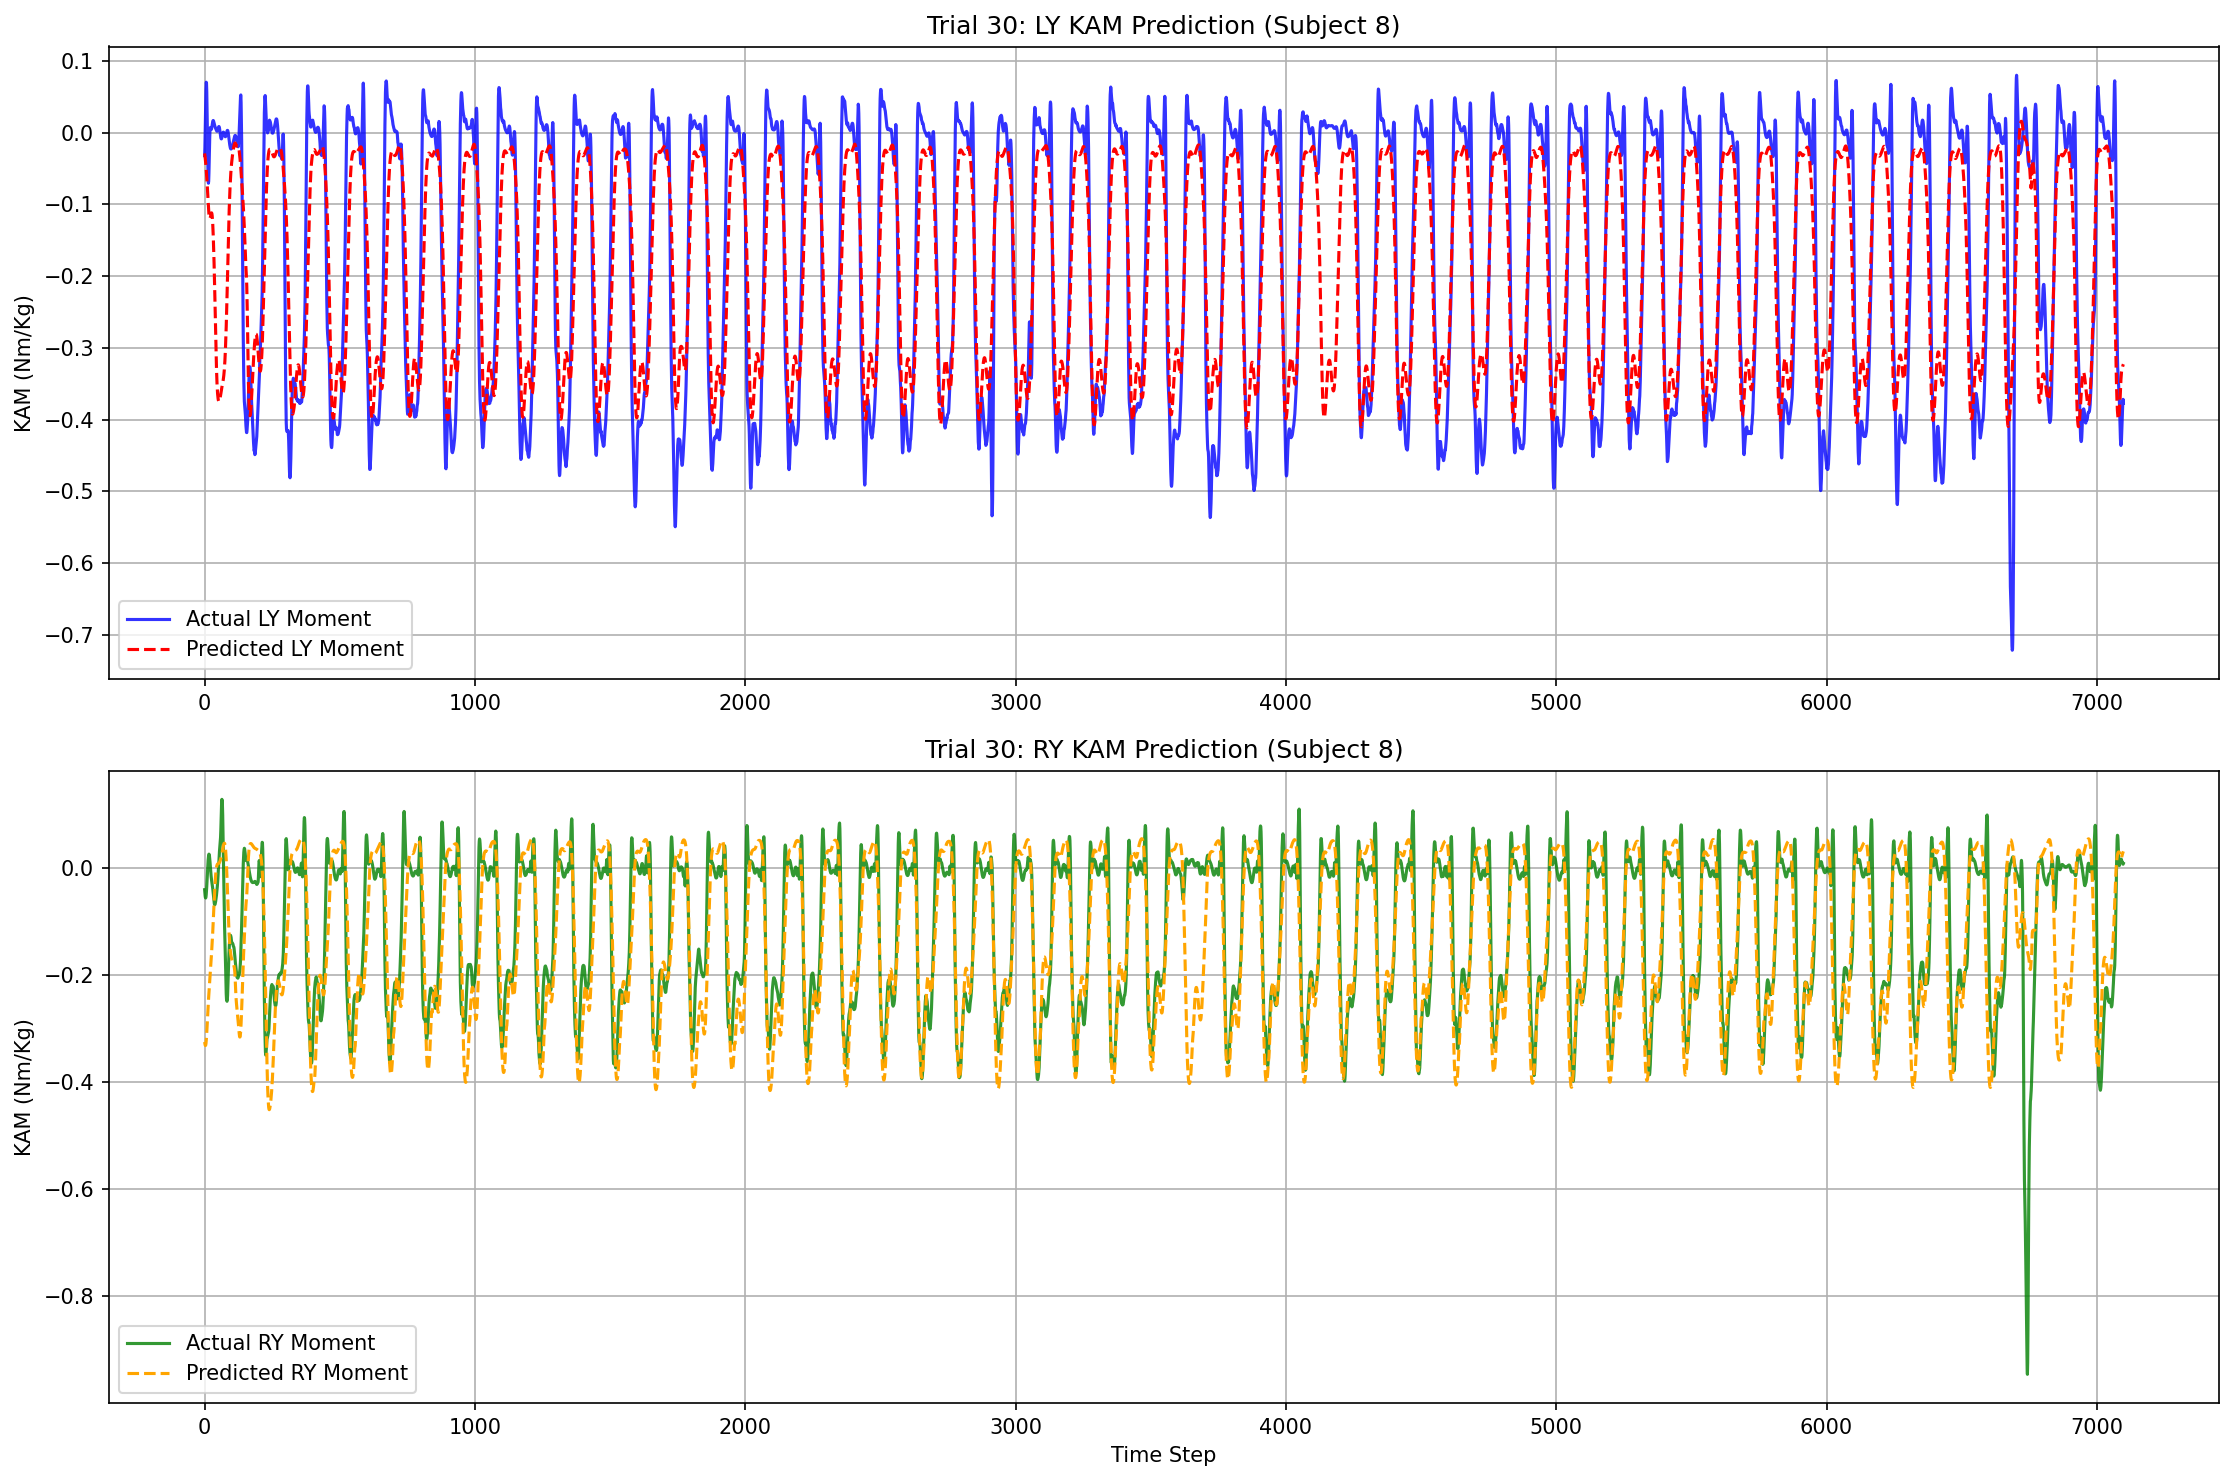 Trial 30: LY KAM Prediction (Subject 8)
KAM (Nm/Kg)
0.1
0.0
−0.1
−0.2
−0.3
−0.4
−0.5
−0.6
−0.7
Actual LY Moment
Predicted LY Moment
0 1000 2000 3000 4000 5000 6000 7000
Trial 30: RY KAM Prediction (Subject 8)
KAM (Nm/Kg)
0.0
−0.2
−0.4
−0.6
−0.8
Actual RY Moment
Predicted RY Moment
0 1000 2000 3000 4000 5000 6000 7000
Time Step